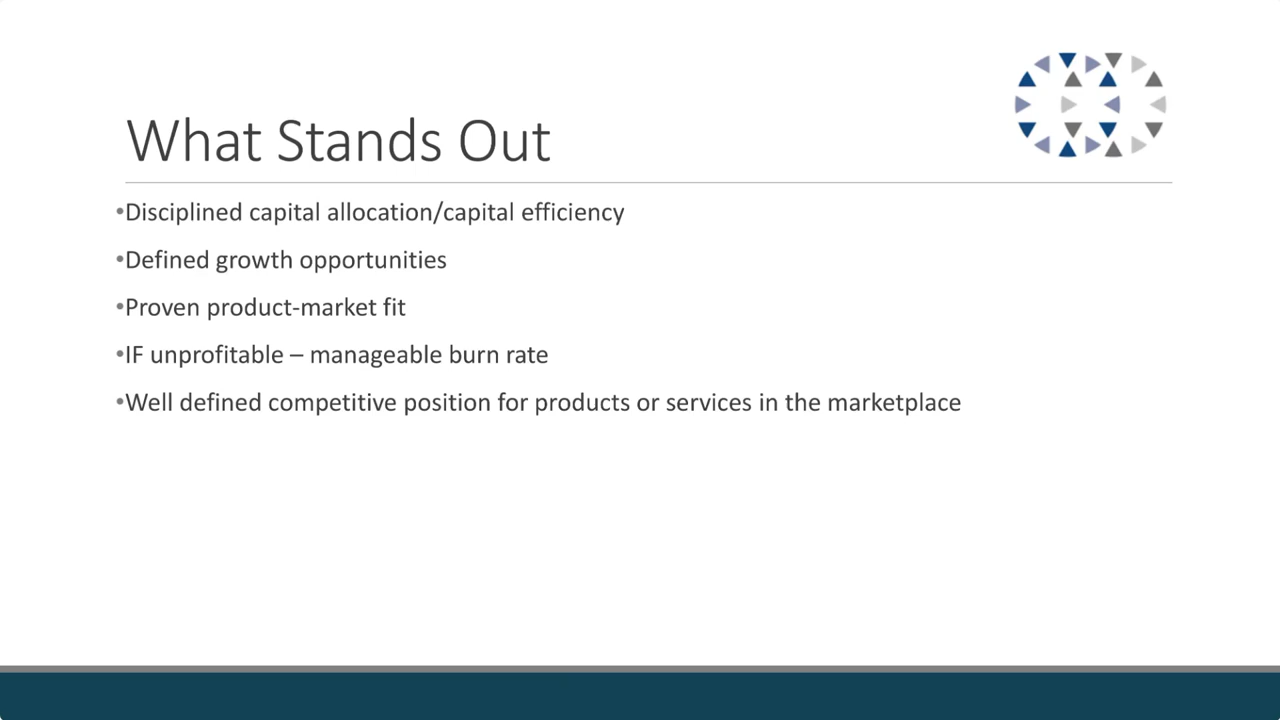 What Stands Out
•Disciplined capital allocation/capital efficiency
•Defined growth opportunities
•Proven product-market fit
•IF unprofitable – manageable burn rate
•Well defined competitive position for products or services in the marketplace